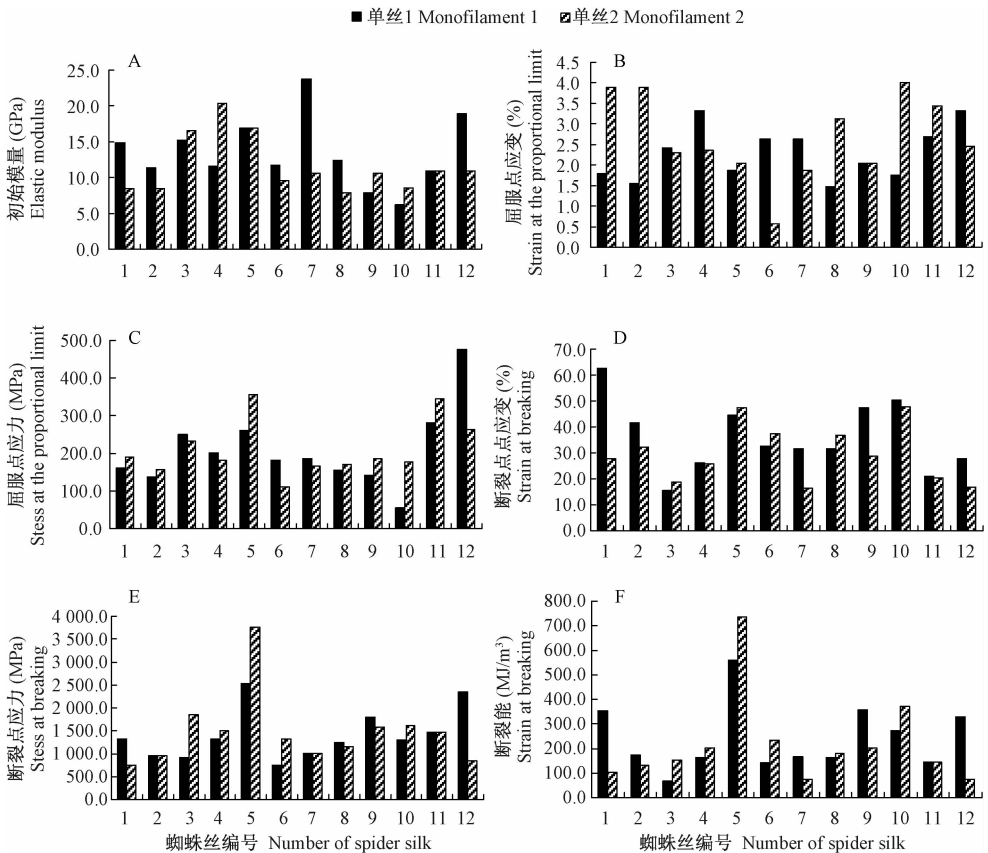 单丝1 Monofilament 1 单丝2 Monofilament 2
A
初始模量 (GPa)
Elastic modulus
25.0
20.0
15.0
10.0
5.0
0.0
1 2 3 4 5 6 7 8 9 10 11 12
B
屈服点应变 (%)
Strain at the proportional limit
4.5
4.0
3.5
3.0
2.5
2.0
1.5
1.0
0.5
0.0
1 2 3 4 5 6 7 8 9 10 11 12
C
屈服点应力 (MPa)
Stess at the proportional limit
500.0
400.0
300.0
200.0
100.0
0.0
1 2 3 4 5 6 7 8 9 10 11 12
D
断裂点点应变 (%)
Strain at breaking
70.0
60.0
50.0
40.0
30.0
20.0
10.0
0.0
1 2 3 4 5 6 7 8 9 10 11 12
E
断裂点应力 (MPa)
Stess at breaking
4 000.0
3 500.0
3 000.0
2 500.0
2 000.0
1 500.0
1 000.0
500.0
0.0
1 2 3 4 5 6 7 8 9 10 11 12
蜘蛛丝编号 Number of spider silk
F
断裂能 (MJ/m³)
Strain at breaking
800.0
700.0
600.0
500.0
400.0
300.0
200.0
100.0
0.0
1 2 3 4 5 6 7 8 9 10 11 12
蜘蛛丝编号 Number of spider silk